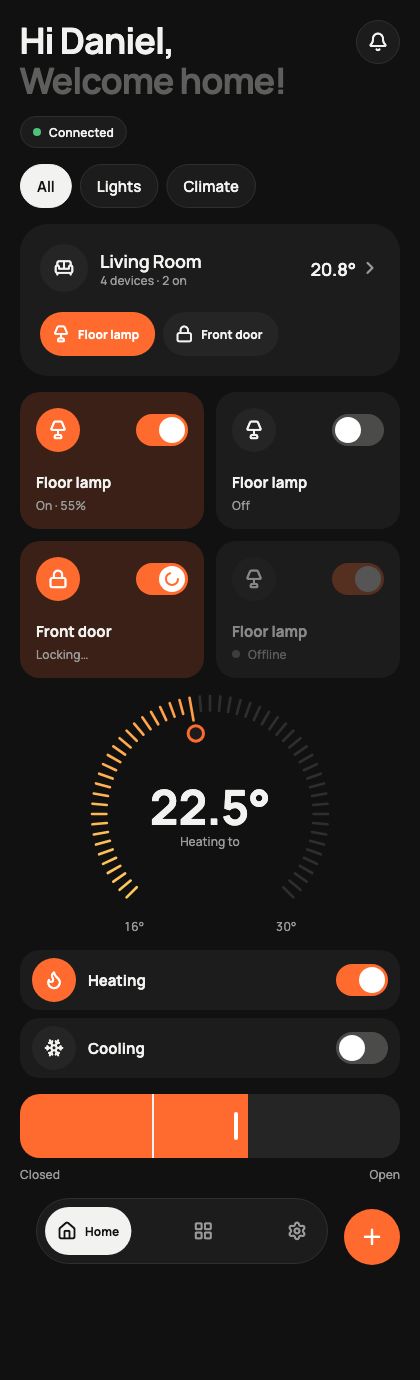 Hi Daniel,
Welcome home!
Connected
All
Lights
Climate
Living Room
4 devices · 2 on
20.8°
Floor lamp
Front door
Floor lamp
On · 55%
Floor lamp
Off
Front door
Locking…
Floor lamp
Offline
22.5°
Heating to
16°
30°
Heating
Cooling
Closed
Open
Home